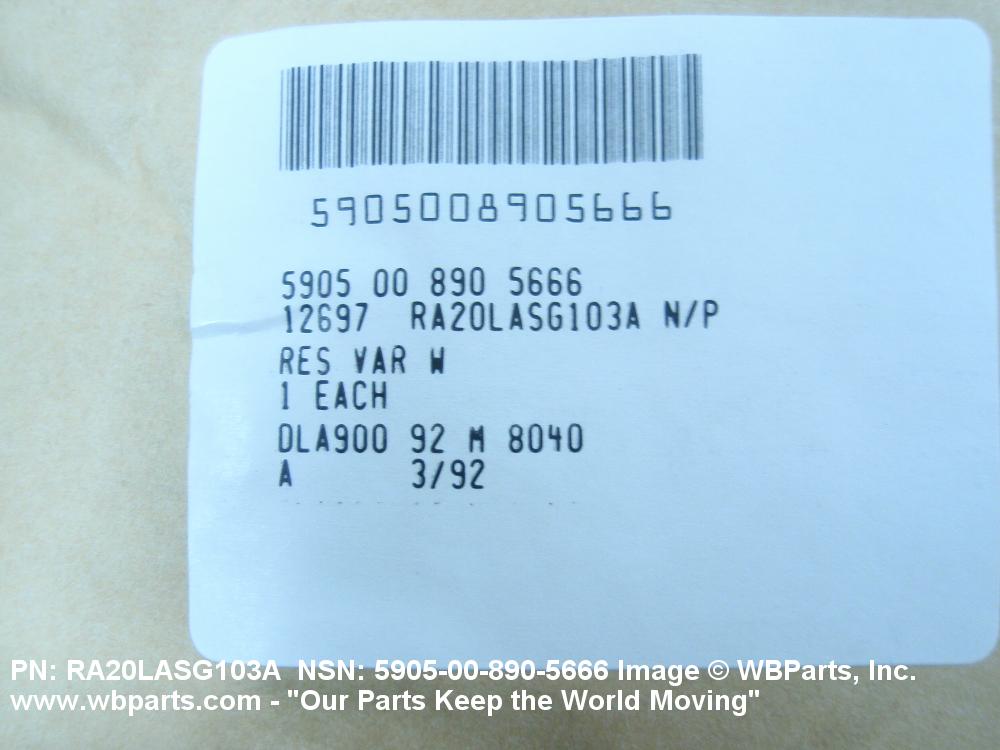 5905008905666
5905 00 890 5666
12697 RA20LASG103A N/P
RES VAR W
1 EACH
DLA900 92 M 8040
A 3/92
PN: RA20LASG103A NSN: 5905-00-890-5666 Image © WBParts, Inc.
www.wbparts.com - "Our Parts Keep the World Moving"